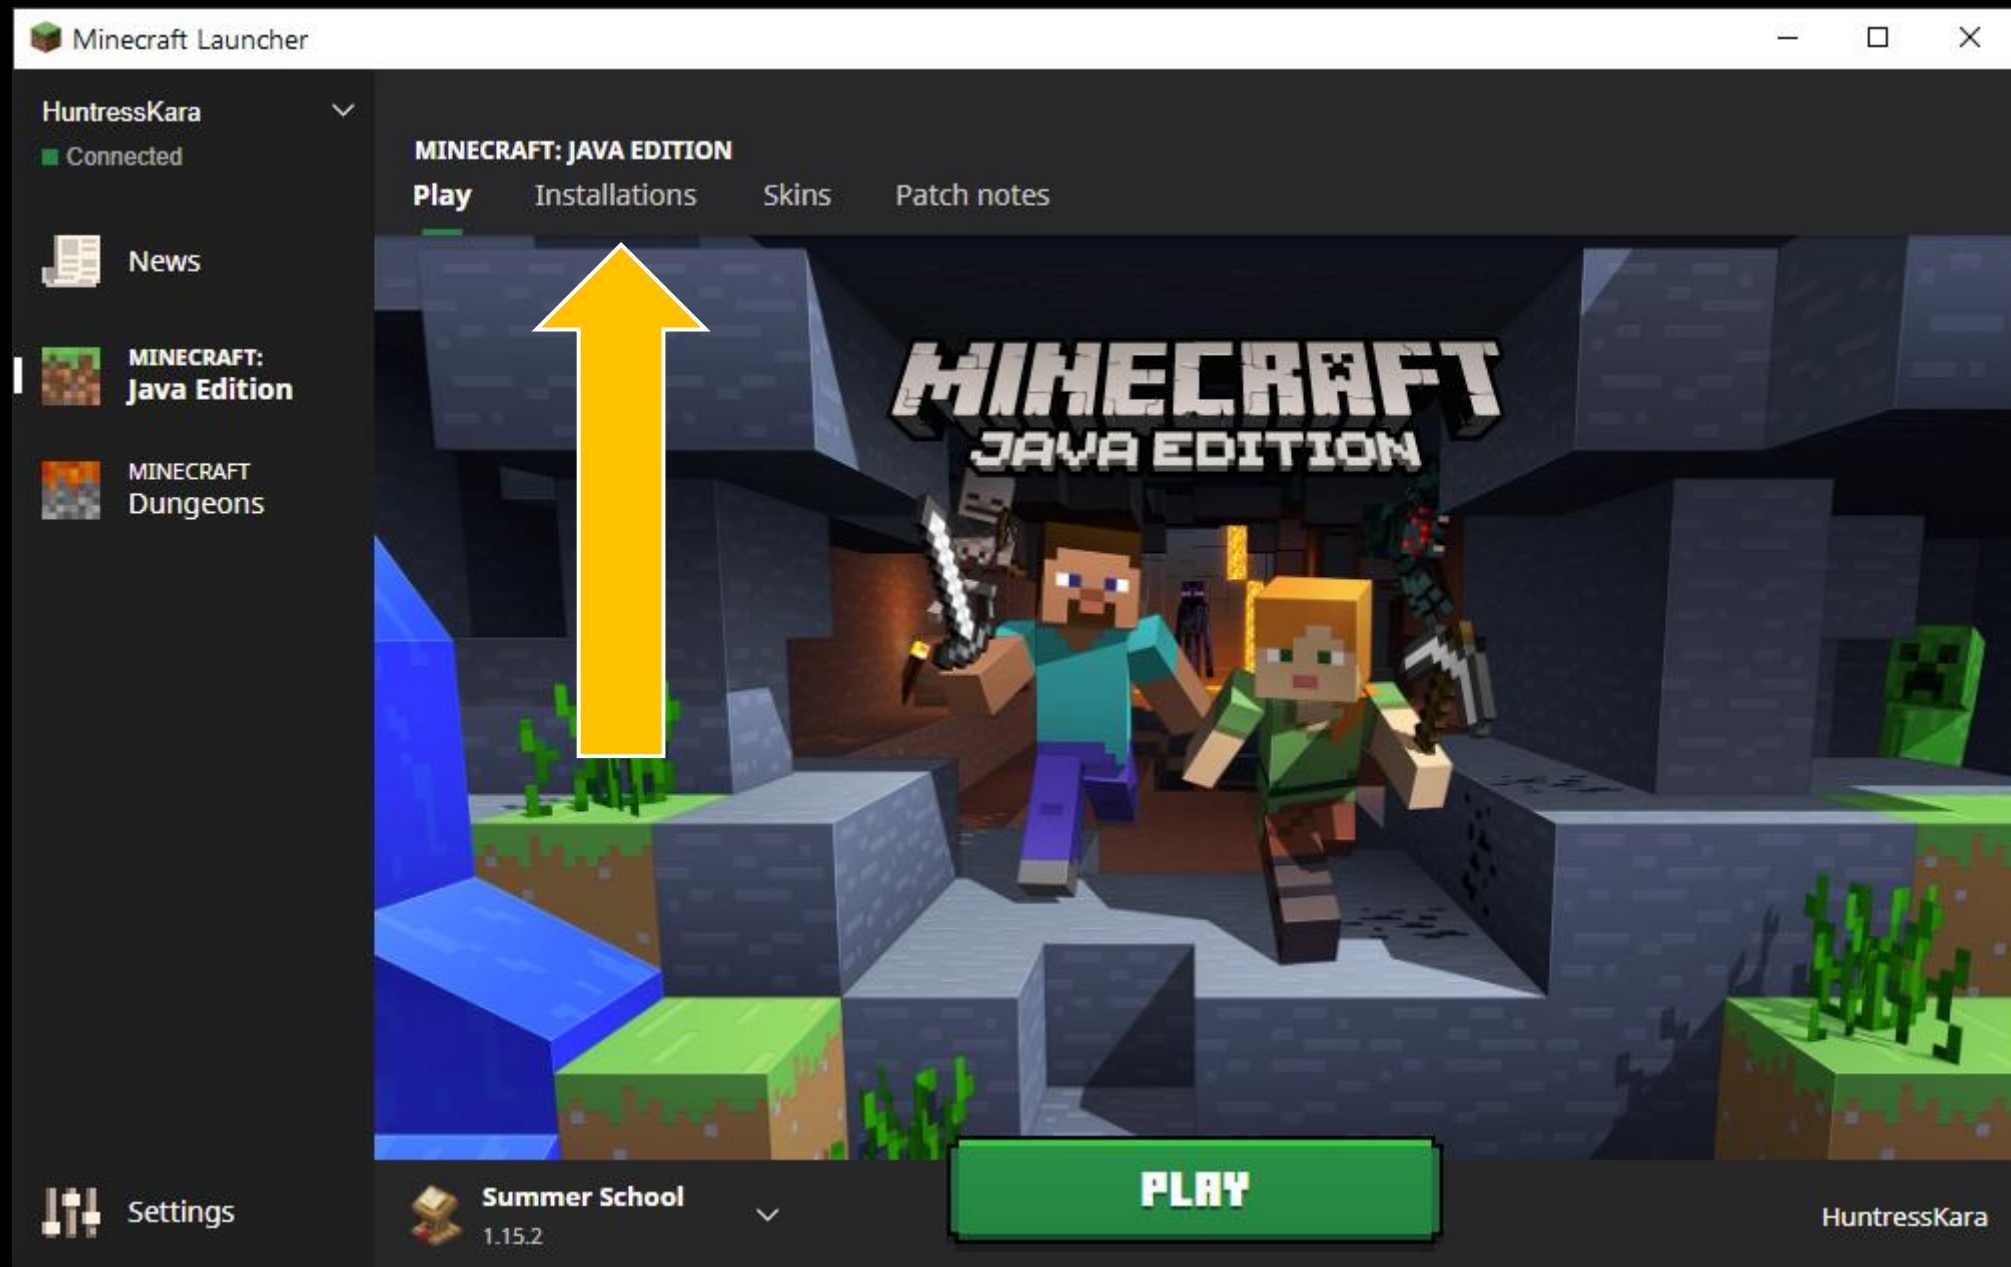 Minecraft Launcher
HuntressKara
Connected
News
MINECRAFT:
Java Edition
MINECRAFT
Dungeons
Settings
MINECRAFT: JAVA EDITION
Play Installations Skins Patch notes
MINECRAFT
JAVA EDITION
Summer School
1.15.2
PLAY
HuntressKara